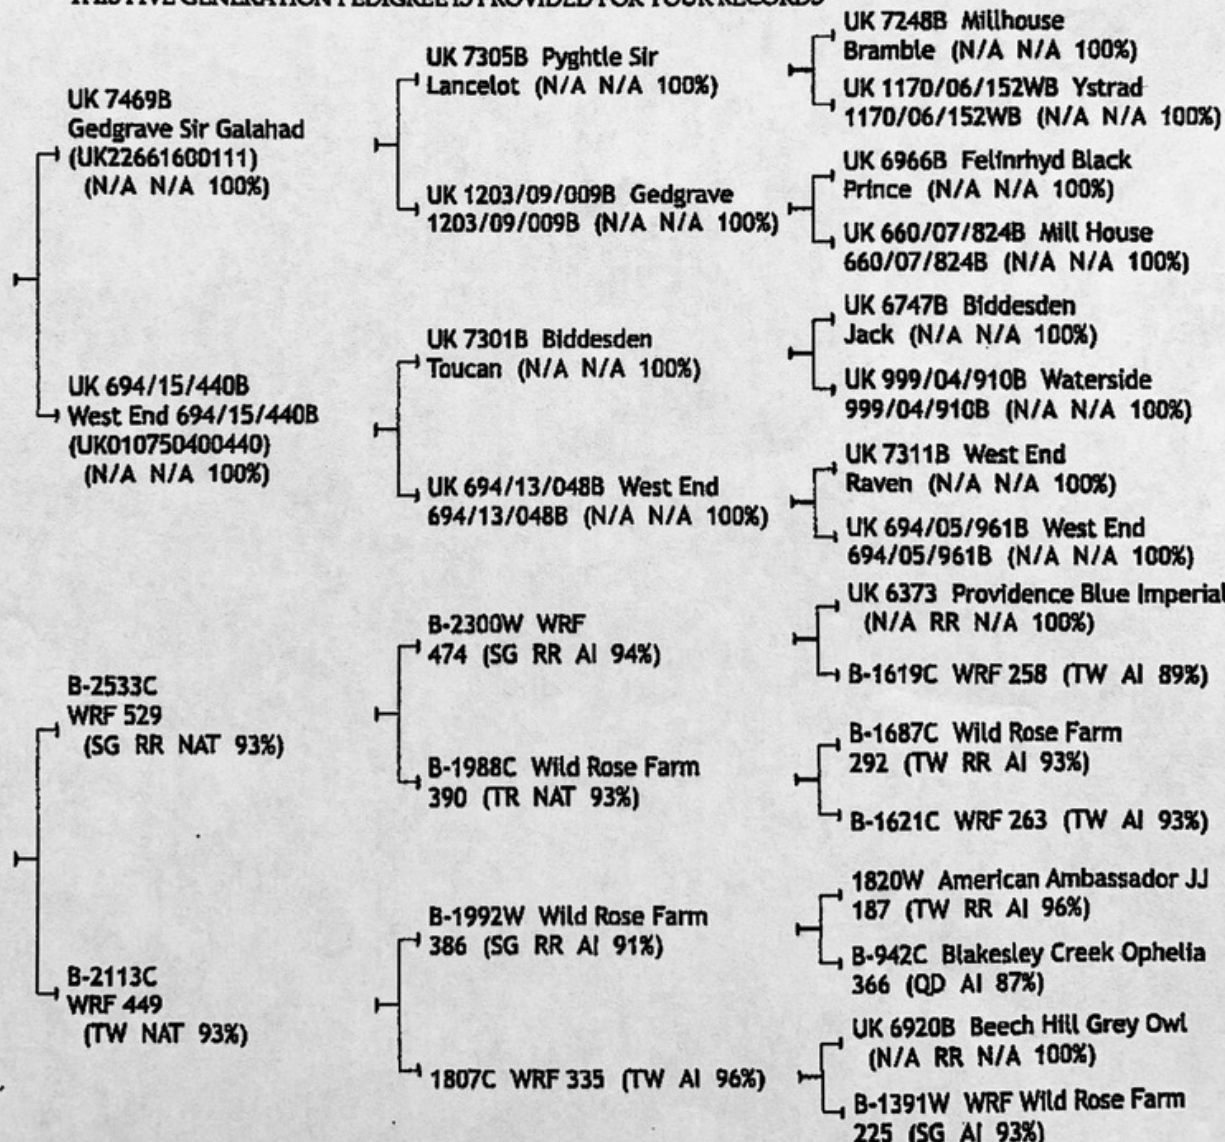 THIS FIVE GENERATION PEDIGREE IS PROVIDED FOR YOUR RECORDS
UK 7469B
Gedgrave Sir Galahad
(UK22661600111)
(N/A N/A 100%)
UK 694/15/440B
West End 694/15/440B
(UK010750400440)
(N/A N/A 100%)
B-2533C
WRF 529
(SG RR NAT 93%)
B-2113C
WRF 449
(TW NAT 93%)
UK 7305B Pyghtle Sir
Lancelot (N/A N/A 100%)
UK 1203/09/009B Gedgrave
1203/09/009B (N/A N/A 100%)
UK 7301B Biddesden
Toucan (N/A N/A 100%)
UK 694/13/048B West End
694/13/048B (N/A N/A 100%)
B-2300W WRF
474 (SG RR AI 94%)
B-1988C Wild Rose Farm
390 (TR NAT 93%)
B-1992W Wild Rose Farm
386 (SG RR AI 91%)
1807C WRF 335 (TW AI 96%)
UK 7248B Millhouse
Bramble (N/A N/A 100%)
UK 1170/06/152WB Ystrad
1170/06/152WB (N/A N/A 100%)
UK 6966B Felinrhyd Black
Prince (N/A N/A 100%)
UK 660/07/824B Mill House
660/07/824B (N/A N/A 100%)
UK 6747B Biddesden
Jack (N/A N/A 100%)
UK 999/04/910B Waterside
999/04/910B (N/A N/A 100%)
UK 7311B West End
Raven (N/A N/A 100%)
UK 694/05/961B West End
694/05/961B (N/A N/A 100%)
UK 6373 Providence Blue Imperial
(N/A RR N/A 100%)
B-1619C WRF 258 (TW AI 89%)
B-1687C Wild Rose Farm
292 (TW RR AI 93%)
B-1621C WRF 263 (TW AI 93%)
1820W American Ambassador JJ
187 (TW RR AI 96%)
B-942C Blakesley Creek Ophelia
366 (QD AI 87%)
UK 6920B Beech Hill Grey Owl
(N/A RR N/A 100%)
B-1391W WRF Wild Rose Farm
225 (SG AI 93%)